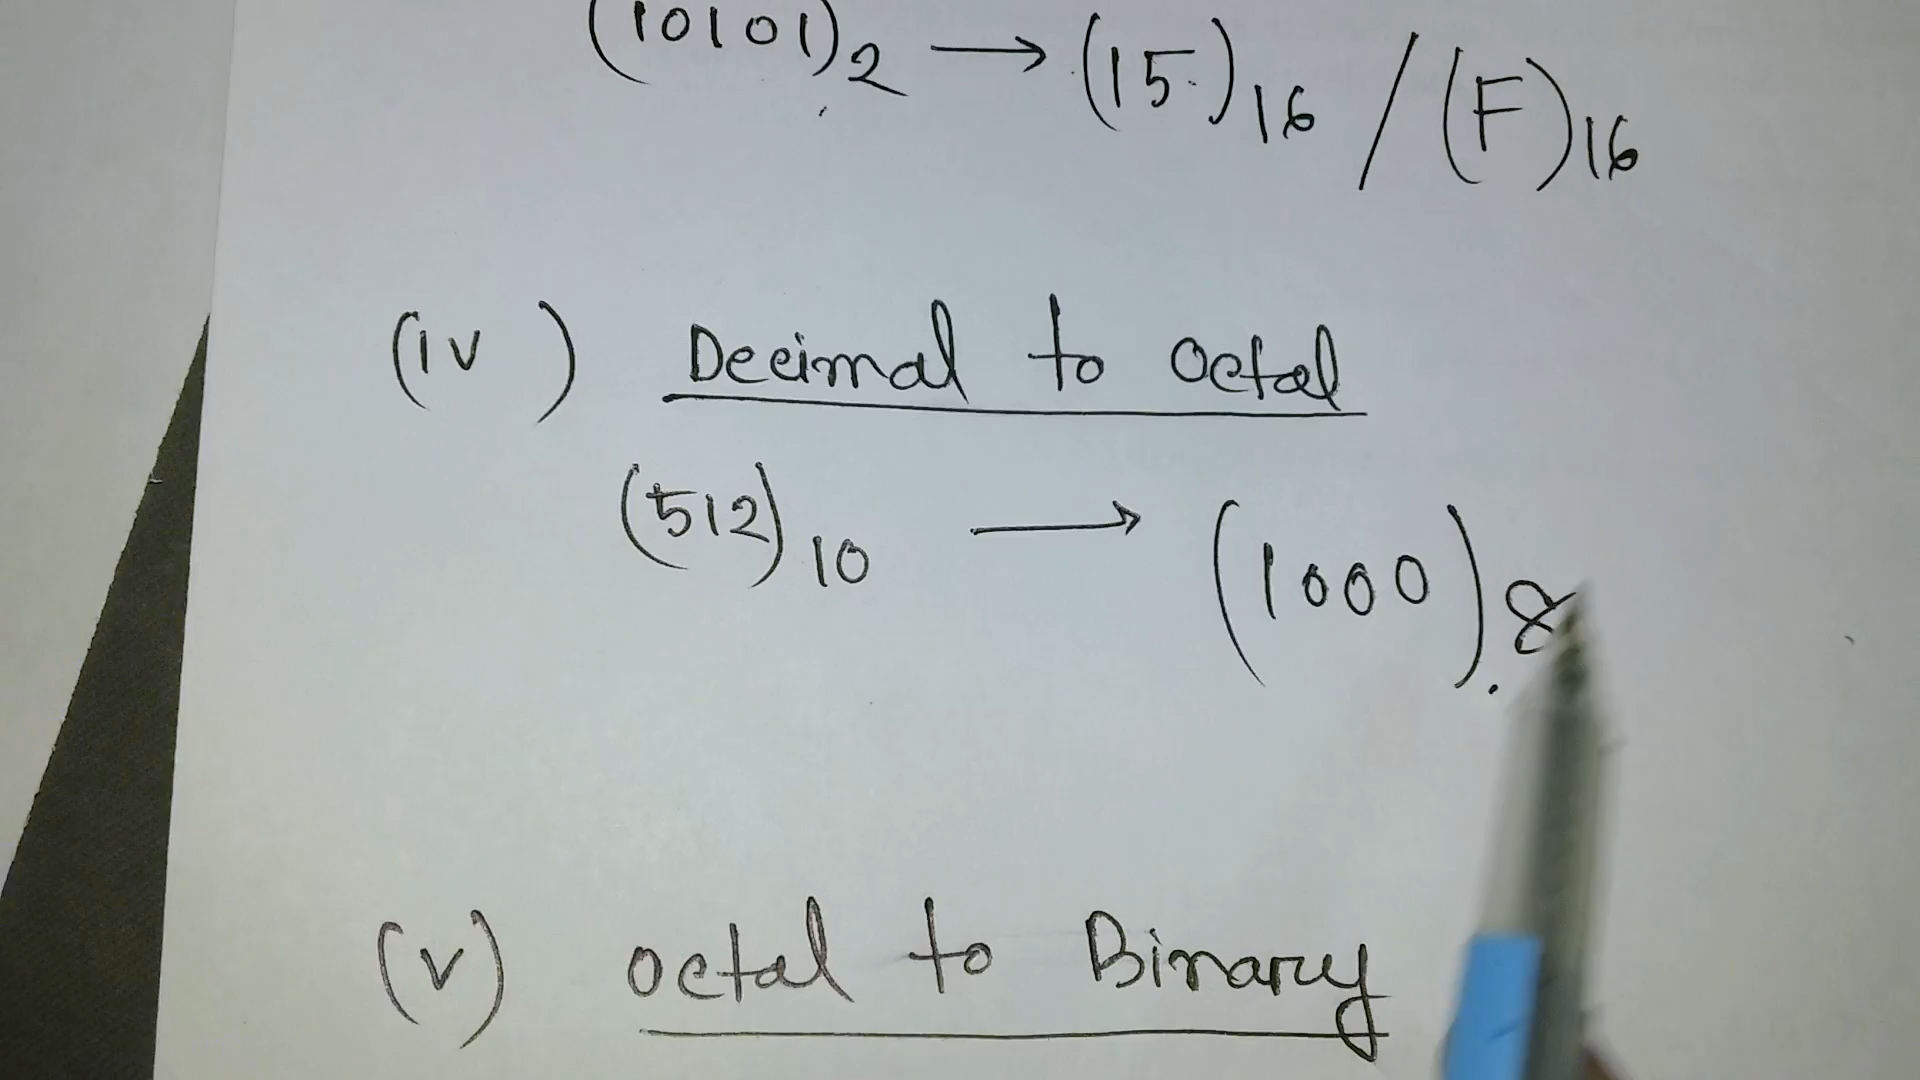 (10101)2 → (15)16 / (F)16
(iv) Decimal to Octal
(512)10 → (1000)8
(v) Octal to Binary